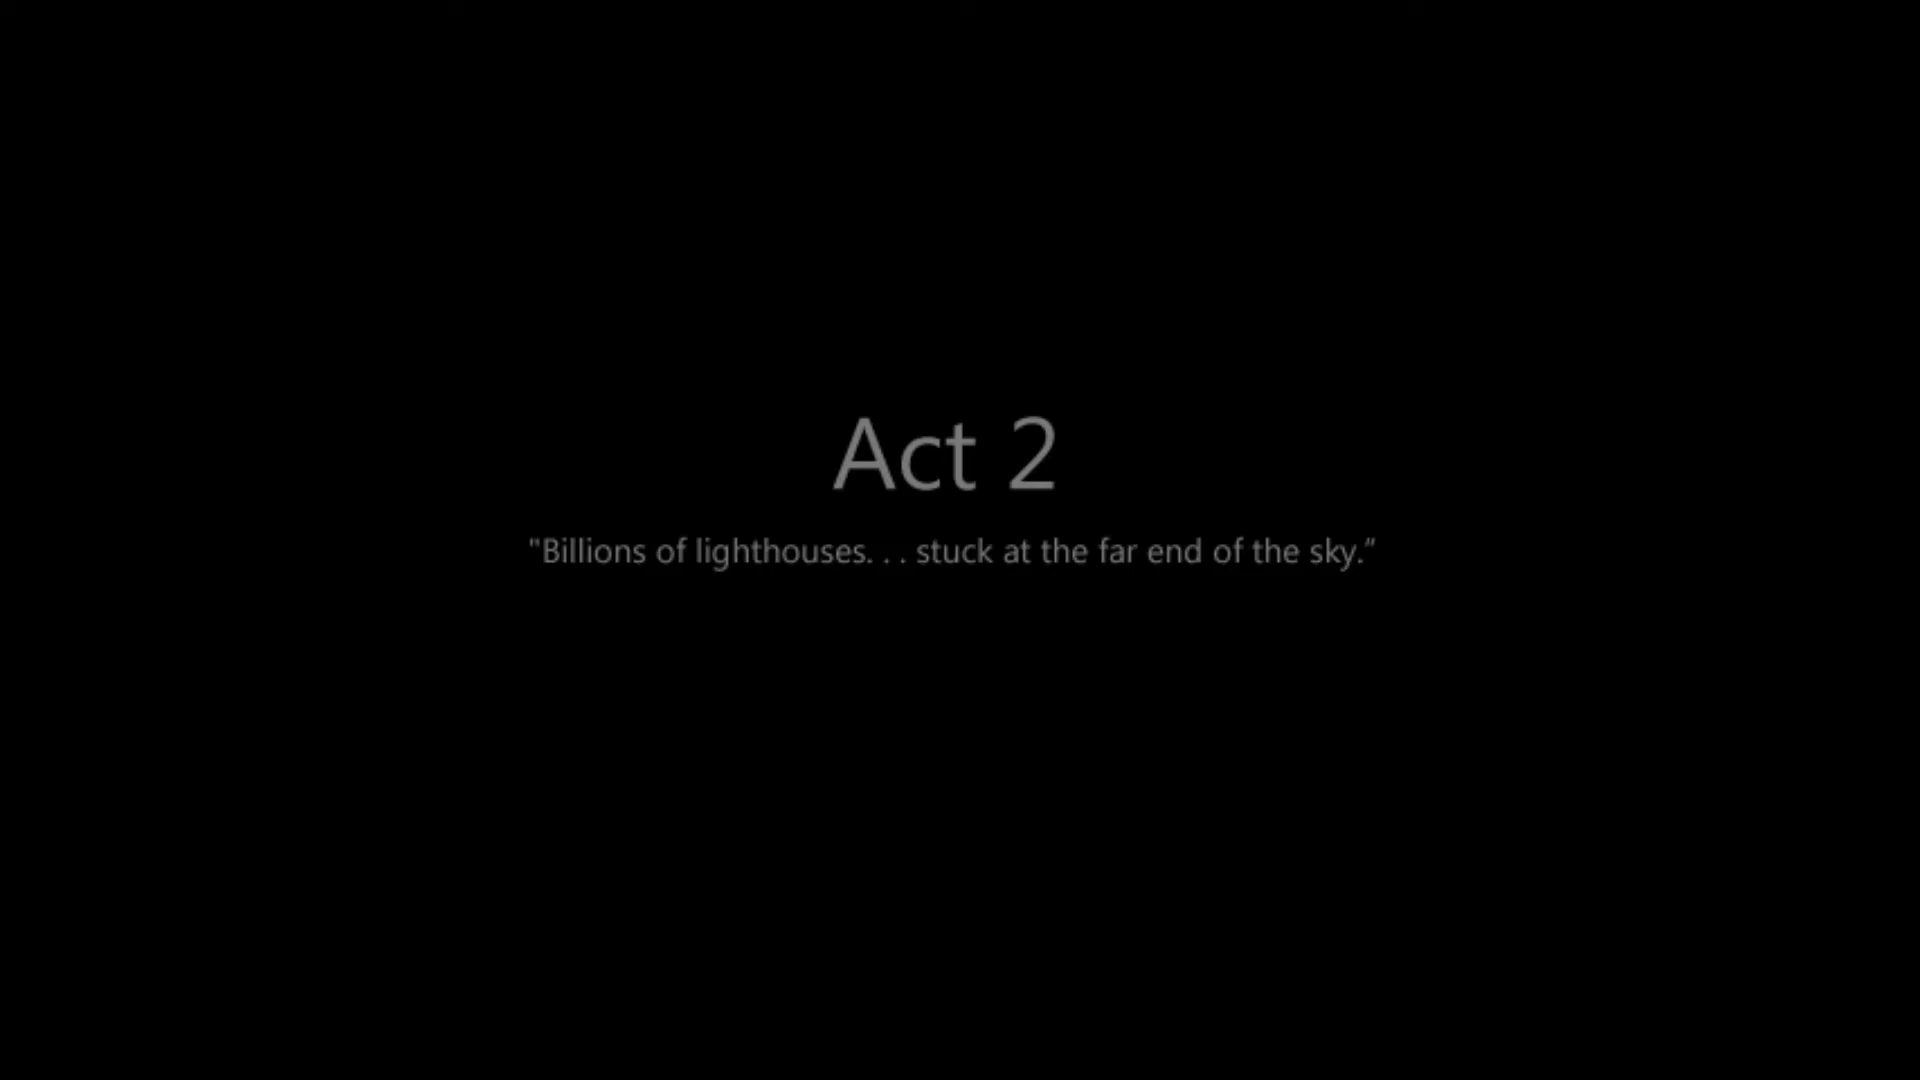 Act 2
"Billions of lighthouses. . . stuck at the far end of the sky.”